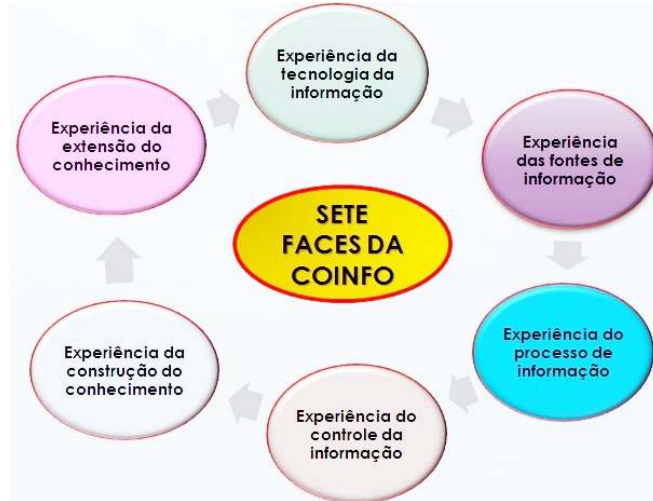 Experiência da
tecnologia da
informação
Experiência
das fontes de
informação
Experiência do
processo de
informação
Experiência do
controle da
informação
Experiência da
construção do
conhecimento
Experiência da
extensão do
conhecimento
SETE
FACES DA
COINFO